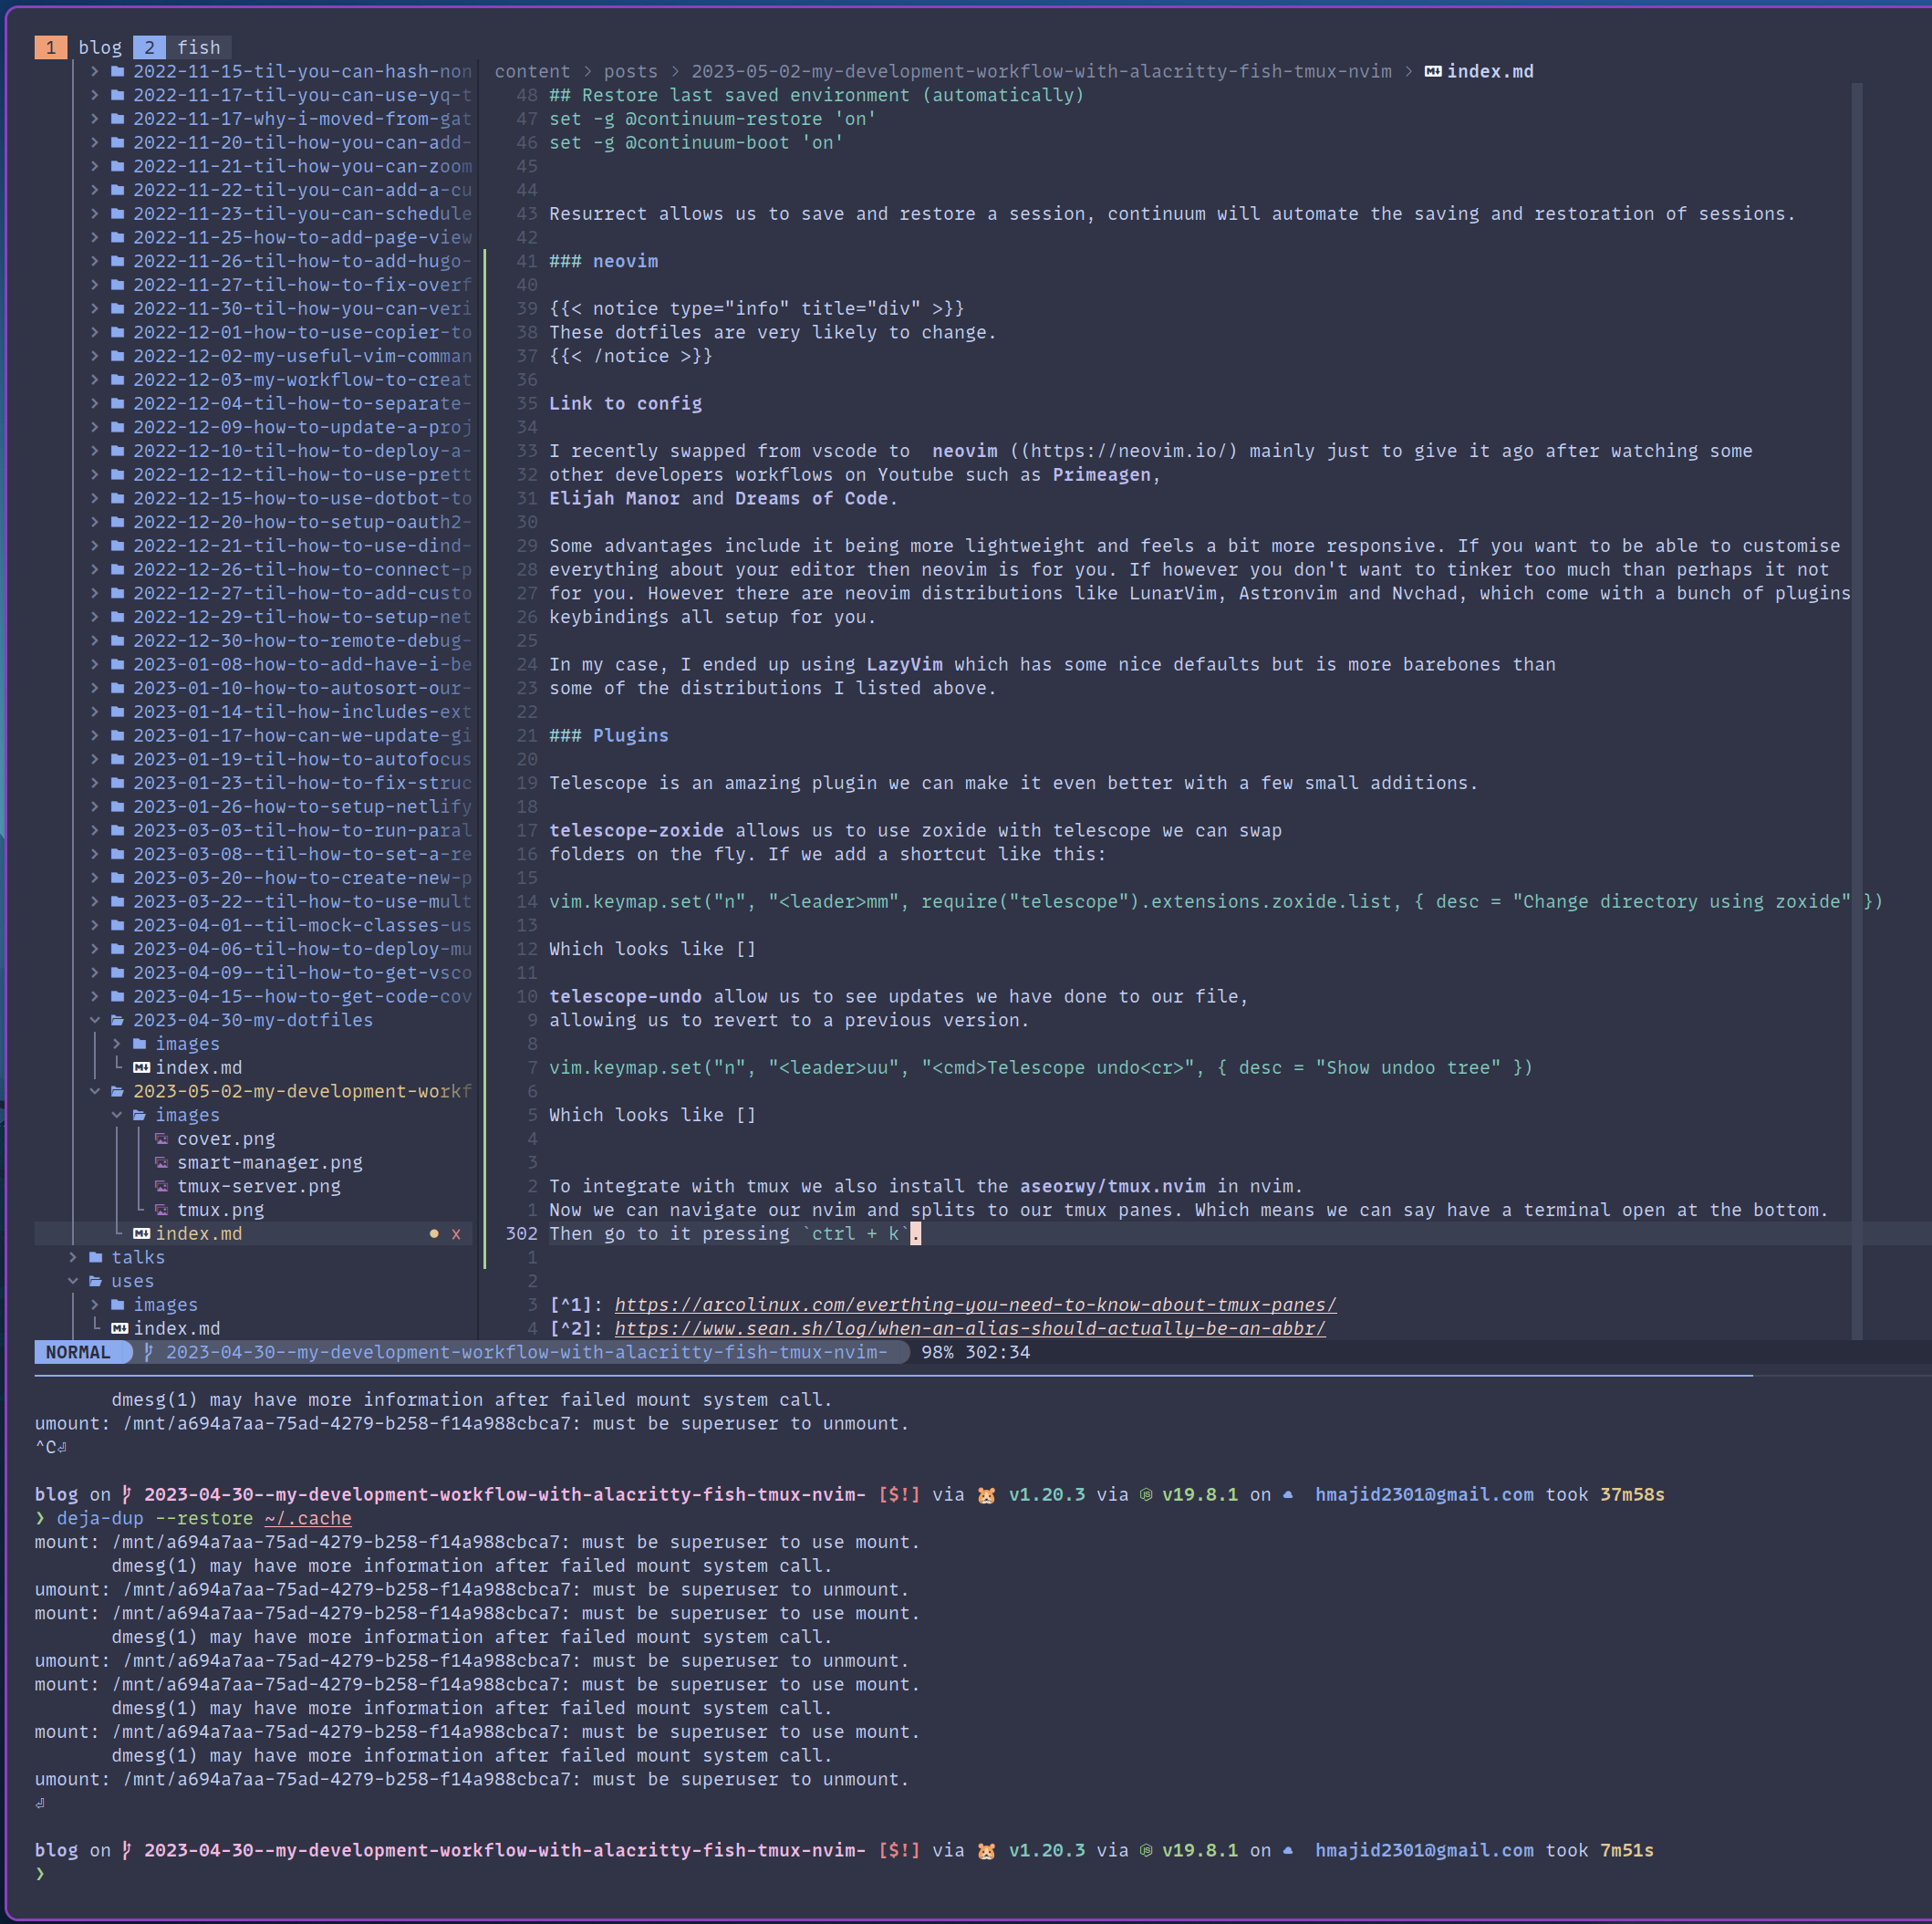 1 blog 2 fish
2022-11-15-til-you-can-hash-non
2022-11-17-til-you-can-use-yq-t
2022-11-17-why-i-moved-from-gat
2022-11-20-til-how-you-can-add-
2022-11-21-til-how-you-can-zoom
2022-11-22-til-you-can-add-a-cu
2022-11-23-til-you-can-schedule
2022-11-25-how-to-add-page-view
2022-11-26-til-how-to-add-hugo-
2022-11-27-til-how-to-fix-overf
2022-11-30-til-how-you-can-veri
2022-12-01-how-to-use-copier-to
2022-12-02-my-useful-vim-comman
2022-12-03-my-workflow-to-creat
2022-12-04-til-how-to-separate-
2022-12-09-how-to-update-a-proj
2022-12-10-til-how-to-deploy-a-
2022-12-12-til-how-to-use-prett
2022-12-15-how-to-use-dotbot-to
2022-12-20-how-to-setup-oauth2-
2022-12-21-til-how-to-use-dind-
2022-12-26-til-how-to-connect-p
2022-12-27-til-how-to-add-custo
2022-12-29-til-how-to-setup-net
2022-12-30-how-to-remote-debug-
2023-01-08-how-to-add-have-i-be
2023-01-10-how-to-autosort-our-
2023-01-14-til-how-includes-ext
2023-01-17-how-can-we-update-gi
2023-01-19-til-how-to-autofocus
2023-01-23-til-how-to-fix-struc
2023-01-26-how-to-setup-netlify
2023-03-03-til-how-to-run-paral
2023-03-08--til-how-to-set-a-re
2023-03-20--how-to-create-new-p
2023-03-22--til-how-to-use-mult
2023-04-01--til-mock-classes-us
2023-04-06-til-how-to-deploy-mu
2023-04-09--til-how-to-get-vsco
2023-04-15--how-to-get-code-cov
2023-04-30-my-dotfiles
images
index.md
2023-05-02-my-development-workf
images
cover.png
smart-manager.png
tmux-server.png
tmux.png
index.md ● x
talks
uses
images
index.md
content > posts > 2023-05-02-my-development-workflow-with-alacritty-fish-tmux-nvim > index.md
48 ## Restore last saved environment (automatically)
47 set -g @continuum-restore 'on'
46 set -g @continuum-boot 'on'
45
44
43 Resurrect allows us to save and restore a session, continuum will automate the saving and restoration of sessions.
42
41 ### neovim
40
39 {{< notice type="info" title="div" >}}
38 These dotfiles are very likely to change.
37 {{< /notice >}}
36
35 Link to config
34
33 I recently swapped from vscode to  neovim ((https://neovim.io/) mainly just to give it ago after watching some
32 other developers workflows on Youtube such as Primeagen,
31 Elijah Manor and Dreams of Code.
30
29 Some advantages include it being more lightweight and feels a bit more responsive. If you want to be able to customise
28 everything about your editor then neovim is for you. If however you don't want to tinker too much than perhaps it not
27 for you. However there are neovim distributions like LunarVim, Astronvim and Nvchad, which come with a bunch of plugins
26 keybindings all setup for you.
25
24 In my case, I ended up using LazyVim which has some nice defaults but is more barebones than
23 some of the distributions I listed above.
22
21 ### Plugins
20
19 Telescope is an amazing plugin we can make it even better with a few small additions.
18
17 telescope-zoxide allows us to use zoxide with telescope we can swap
16 folders on the fly. If we add a shortcut like this:
15
14 vim.keymap.set("n", "<leader>mm", require("telescope").extensions.zoxide.list, { desc = "Change directory using zoxide" })
13
12 Which looks like []
11
10 telescope-undo allow us to see updates we have done to our file,
9 allowing us to revert to a previous version.
8
7 vim.keymap.set("n", "<leader>uu", "<cmd>Telescope undo<cr>", { desc = "Show undoo tree" })
6
5 Which looks like []
4
3
2 To integrate with tmux we also install the aseorwy/tmux.nvim in nvim.
1 Now we can navigate our nvim and splits to our tmux panes. Which means we can say have a terminal open at the bottom.
302 Then go to it pressing `ctrl + k`.
1
2
3 [^1]: https://arcolinux.com/everthing-you-need-to-know-about-tmux-panes/
4 [^2]: https://www.sean.sh/log/when-an-alias-should-actually-be-an-abbr/
NORMAL 2023-04-30--my-development-workflow-with-alacritty-fish-tmux-nvim- 98% 302:34
dmesg(1) may have more information after failed mount system call.
umount: /mnt/a694a7aa-75ad-4279-b258-f14a988cbca7: must be superuser to unmount.
^C⏎
blog on 2023-04-30--my-development-workflow-with-alacritty-fish-tmux-nvim- [$!] via 🐹 v1.20.3 via v19.8.1 on hmajid2301@gmail.com took 37m58s
❯ deja-dup --restore ~/.cache
mount: /mnt/a694a7aa-75ad-4279-b258-f14a988cbca7: must be superuser to use mount.
dmesg(1) may have more information after failed mount system call.
umount: /mnt/a694a7aa-75ad-4279-b258-f14a988cbca7: must be superuser to unmount.
mount: /mnt/a694a7aa-75ad-4279-b258-f14a988cbca7: must be superuser to use mount.
dmesg(1) may have more information after failed mount system call.
umount: /mnt/a694a7aa-75ad-4279-b258-f14a988cbca7: must be superuser to unmount.
mount: /mnt/a694a7aa-75ad-4279-b258-f14a988cbca7: must be superuser to use mount.
dmesg(1) may have more information after failed mount system call.
mount: /mnt/a694a7aa-75ad-4279-b258-f14a988cbca7: must be superuser to use mount.
dmesg(1) may have more information after failed mount system call.
umount: /mnt/a694a7aa-75ad-4279-b258-f14a988cbca7: must be superuser to unmount.
⏎
blog on 2023-04-30--my-development-workflow-with-alacritty-fish-tmux-nvim- [$!] via 🐹 v1.20.3 via v19.8.1 on hmajid2301@gmail.com took 7m51s
❯